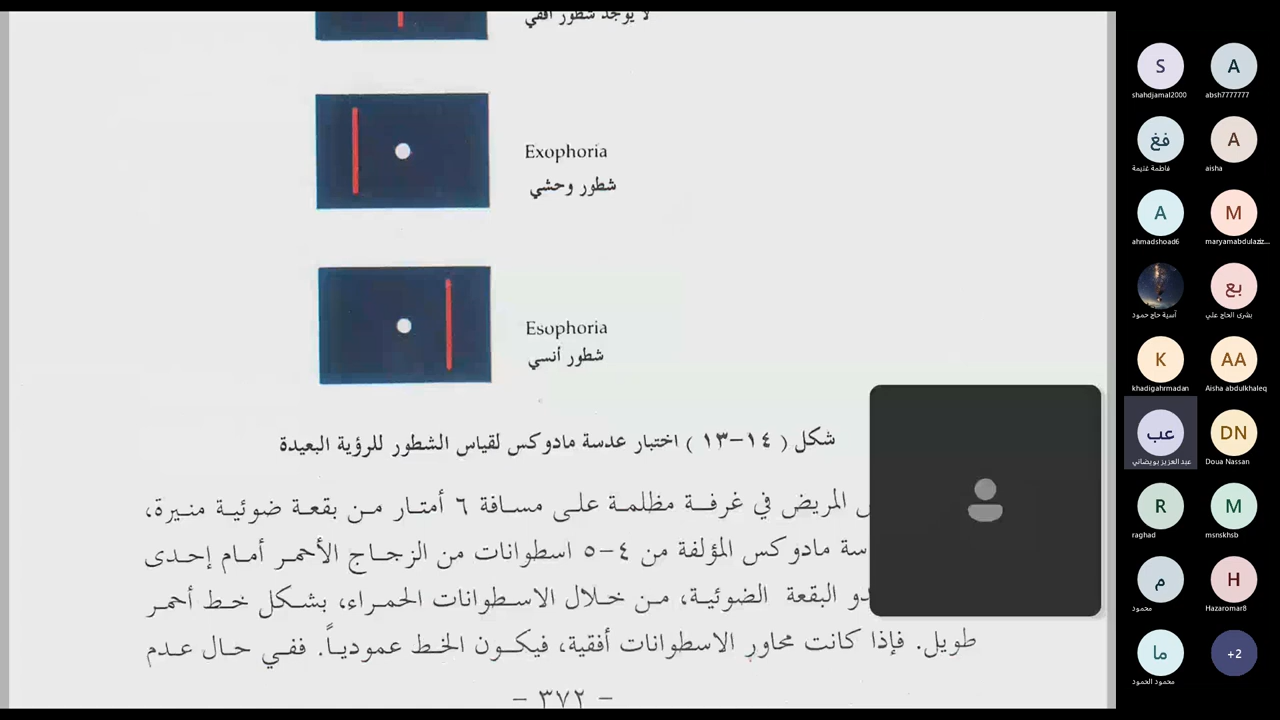 لا يوجد شطور أفقي
Exophoria
شطور وحشي
Esophoria
شطور أنسي
شكل ( ١٤-١٣ ) اختبار عدسة مادوكس لقياس الشطور للرؤية البعيدة
المريض في غرفة مظلمة على مسافة ٦ أمتار من بقعة ضوئية منيرة،
مادوكس المؤلفة من ٤-٥ اسطوانات من الزجاج الأحمر أمام إحدى
البقعة الضوئية، من خلال الاسطوانات الحمراء، بشكل خط أحمر
طويل. فإذا كانت محاور الاسطوانات أفقية، فيكون الخط عمودياً. ففي حال عدم
- ٣٧٢ -
S A
shahdjamal2000 absh7777777
فغ A
فاطمة غنيمة aisha
A M
ahmadshoad6 maryamabdulaziz...
بع
آسية حاج حمود بشرى الحاج علي
K AA
khadigahrmadan Aisha abdulkhaleq
عب DN
عبد العزيز بويضاني Doua Nassan
R M
raghad msnskhsb
م H
محمود Hazaromar8
ما +2
محمود الحمود